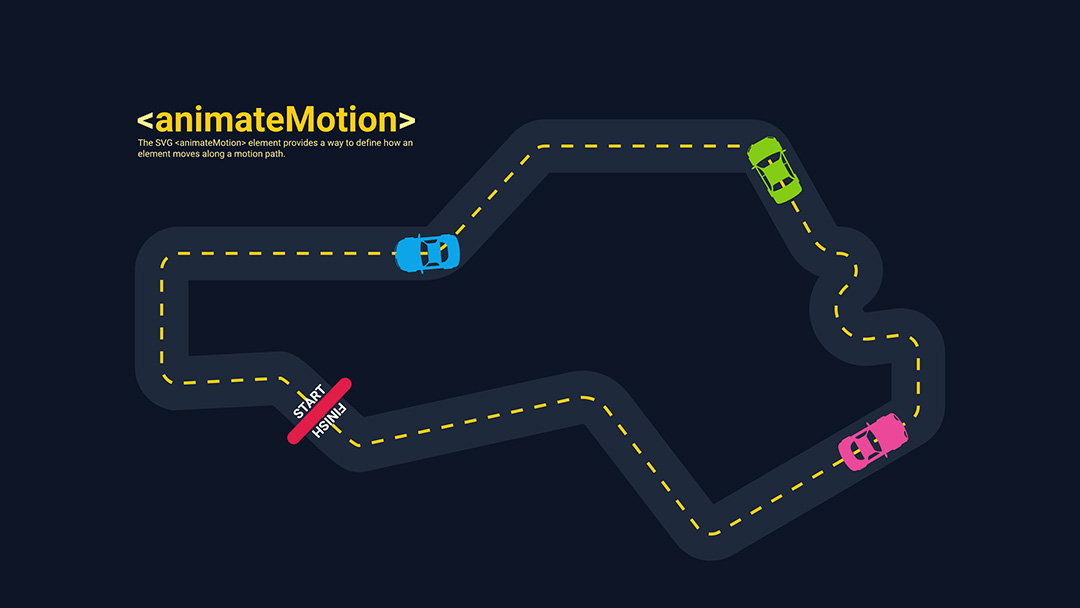 <animateMotion>
The SVG <animateMotion> element provides a way to define how an
element moves along a motion path.
START
FINISH